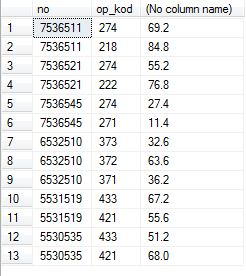 no op_kod (No column name)
1 7536511 274 69.2
2 7536511 218 84.8
3 7536521 274 55.2
4 7536521 222 76.8
5 7536545 274 27.4
6 7536545 271 11.4
7 6532510 373 32.6
8 6532510 372 63.6
9 6532510 371 36.2
10 5531519 433 67.2
11 5531519 421 55.6
12 5530535 433 51.2
13 5530535 421 68.0